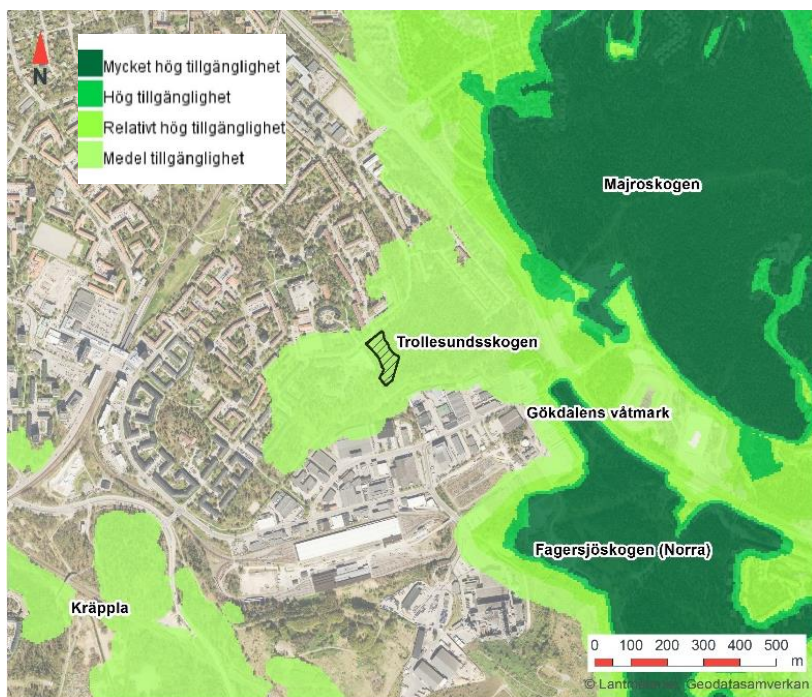 N
Mycket hög tillgänglighet
Hög tillgänglighet
Relativt hög tillgänglighet
Medel tillgänglighet
Majroskogen
Trollesundsskogen
Gökdalens våtmark
Fagersjöskogen (Norra)
Kräppla
0 100 200 300 400 500
m
© Lantmäteriet, Geodatasamverkan